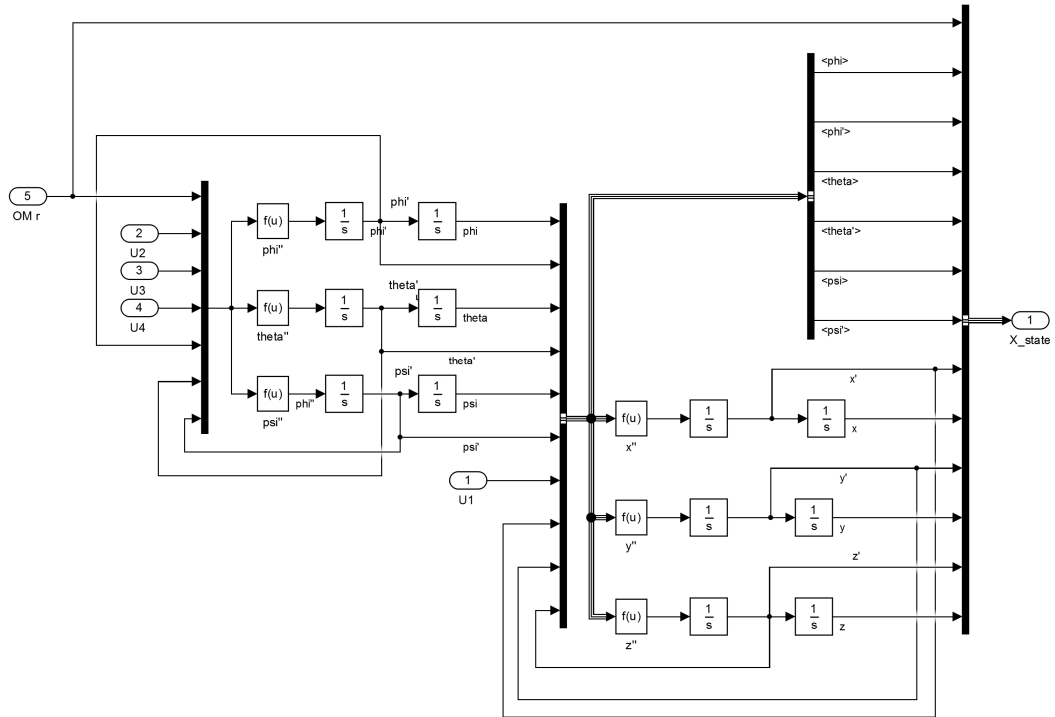 <phi>
<phi'>
<theta>
<theta'>
<psi>
<psi'>
5
OM r
2
U2
3
U3
4
U4
f(u)
phi"
1
s
phi'
phi'
1
s
phi
f(u)
theta"
1
s
theta'
1
s
theta
theta'
f(u)
psi"
phi"
1
s
psi'
1
s
psi
psi'
1
U1
1
X_state
f(u)
x"
1
s
x'
1
s
x
f(u)
y"
1
s
y'
1
s
y
f(u)
z"
1
s
z'
1
s
z